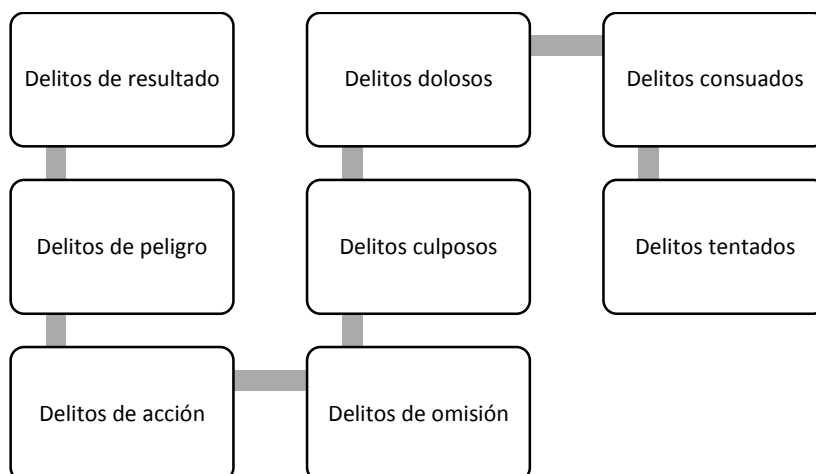 Delitos de resultado
Delitos de peligro
Delitos de acción
Delitos de omisión
Delitos culposos
Delitos dolosos
Delitos consuados
Delitos tentados